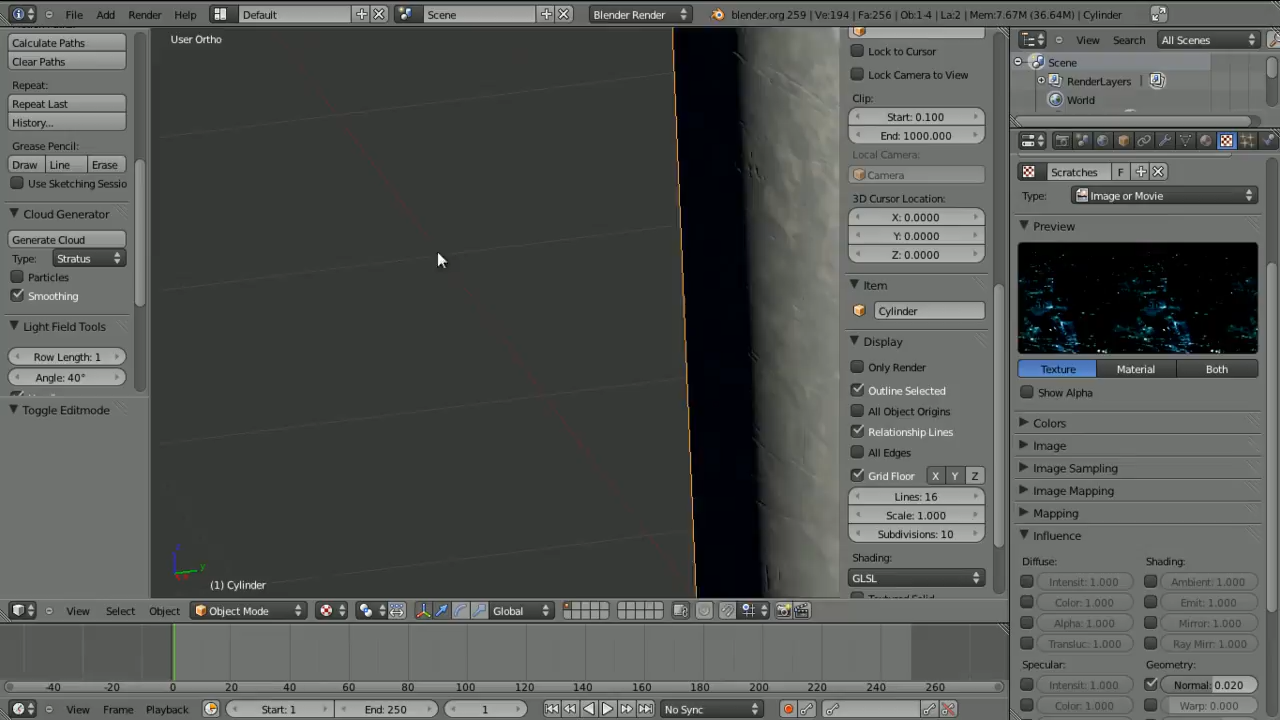 File Add Render Help Default Scene Blender Render blender.org 259 | Ve:194 | Fa:256 | Ob:1-4 | La:2 | Mem:7.67M (36.64M) | Cylinder
Calculate Paths
Clear Paths
Repeat:
Repeat Last
History...
Grease Pencil:
Draw Line Erase
Use Sketching Sessio
Cloud Generator
Generate Cloud
Type: Stratus
Particles
Smoothing
Light Field Tools
Row Length: 1
Angle: 40°
Toggle Editmode
User Ortho
z
y
(1) Cylinder
Lock to Cursor
Lock Camera to View
Clip:
Start: 0.100
End: 1000.000
Local Camera:
Camera
3D Cursor Location:
X: 0.0000
Y: 0.0000
Z: 0.0000
Item
Cylinder
Display
Only Render
Outline Selected
All Object Origins
Relationship Lines
All Edges
Grid Floor X Y Z
Lines: 16
Scale: 1.000
Subdivisions: 10
Shading:
GLSL
View Search All Scenes
Scene
RenderLayers
World
Scratches F
Type: Image or Movie
Preview
Texture Material Both
Show Alpha
Colors
Image
Image Sampling
Image Mapping
Mapping
Influence
Diffuse: Shading:
Intensit: 1.000 Ambient: 1.000
Color: 1.000 Emit: 1.000
Alpha: 1.000 Mirror: 1.000
Transluc: 1.000 Ray Mirr: 1.000
Specular: Geometry:
Intensit: 1.000 Normal: 0.020
Color: 1.000 Warp: 0.000
View Select Object Object Mode Global
-40 -20 0 20 40 60 80 100 120 140 160 180 200 220 240 260
View Frame Playback Start: 1 End: 250 1 No Sync